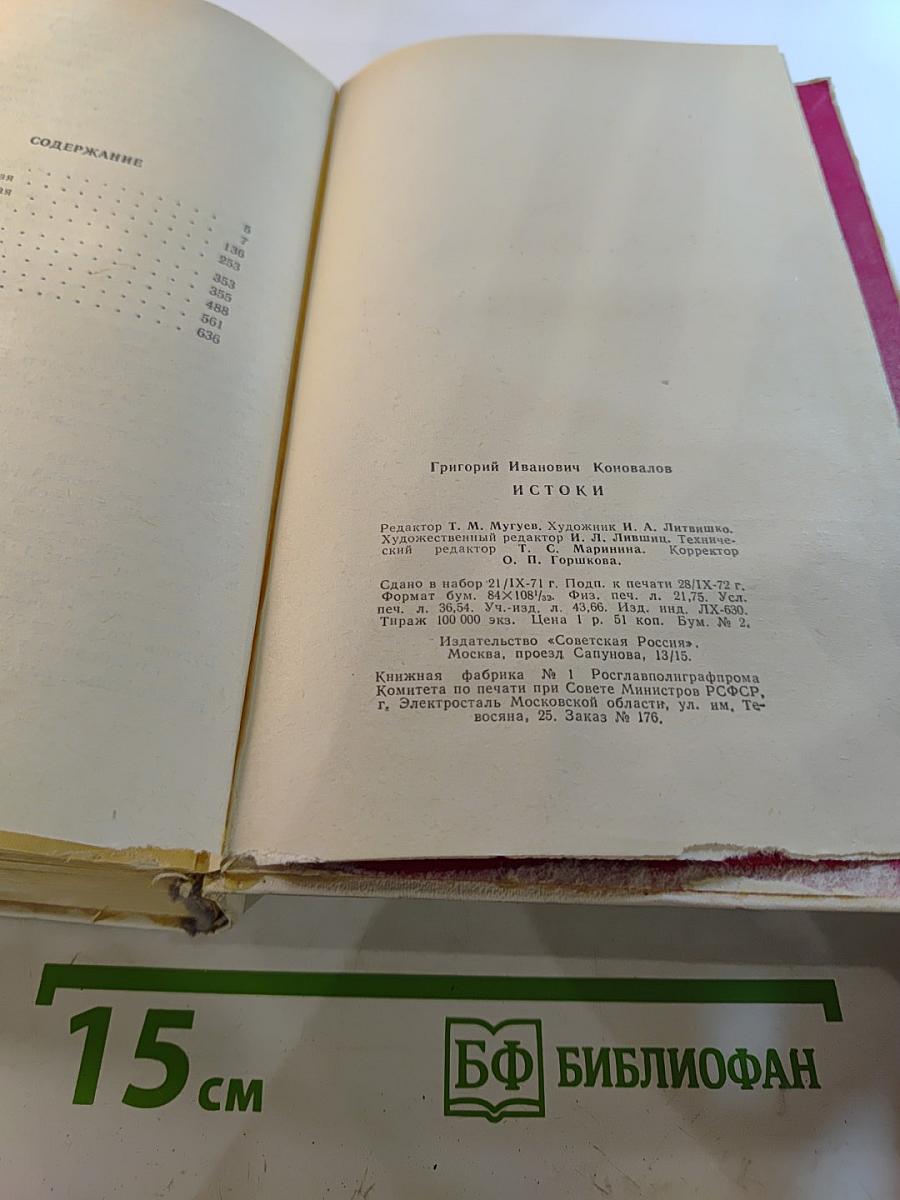 СОДЕРЖАНИЕ
5
7
136
253
353
355
488
561
636
Григорий Иванович Коновалов
ИСТОКИ
Редактор Т. М. Мугуев. Художник И. А. Литвишко.
Художественный редактор И. Л. Лившиц. Техниче-
ский редактор Т. С. Маринина. Корректор
О. П. Горшкова.
Сдано в набор 21/IX-71 г. Подп. к печати 28/IX-72 г.
Формат бум. 84×108¹/₃₂. Физ. печ. л. 21,75. Усл.
печ. л. 36,54. Уч.-изд. л. 43,66. Изд. инд. ЛХ-630.
Тираж 100 000 экз. Цена 1 р. 51 коп. Бум. № 2.
Издательство «Советская Россия».
Москва, проезд Сапунова, 13/15.
Книжная фабрика № 1 Росглавполиграфпрома
Комитета по печати при Совете Министров РСФСР,
г. Электросталь Московской области, ул. им. Те-
восяна, 25. Заказ № 176.
15 см
БФ БИБЛИОФАН